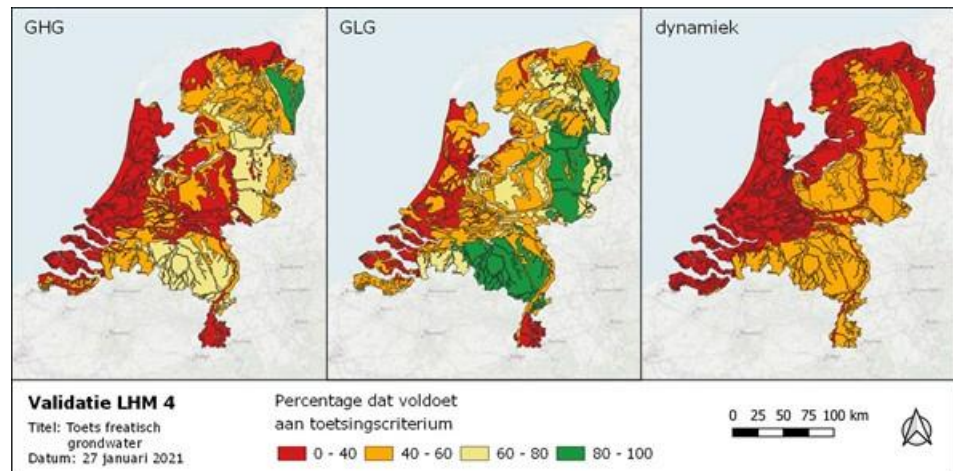 GHG
GLG
dynamiek
Validatie LHM 4
Titel: Toets freatisch
grondwater
Datum: 27 januari 2021
Percentage dat voldoet
aan toetsingscriterium
0 - 40
40 - 60
60 - 80
80 - 100
0 25 50 75 100 km